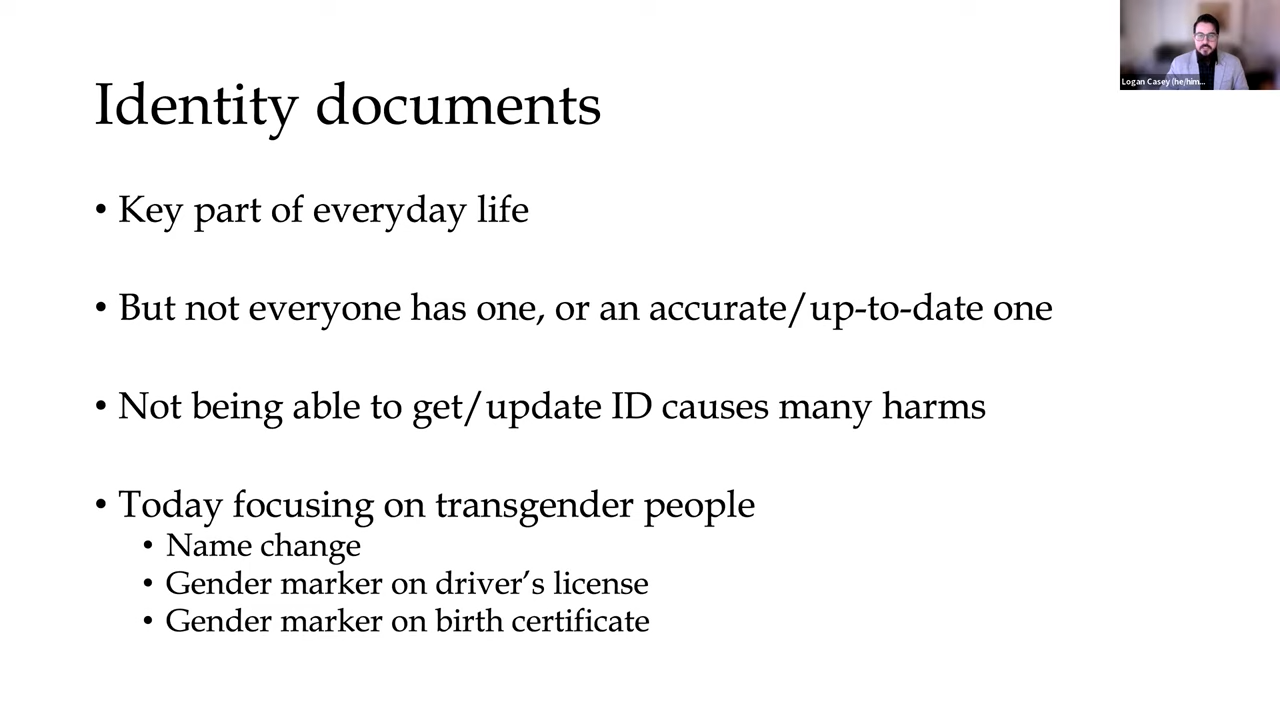 Logan Casey (he/him...
Identity documents
• Key part of everyday life
• But not everyone has one, or an accurate/up-to-date one
• Not being able to get/update ID causes many harms
• Today focusing on transgender people
• Name change
• Gender marker on driver’s license
• Gender marker on birth certificate